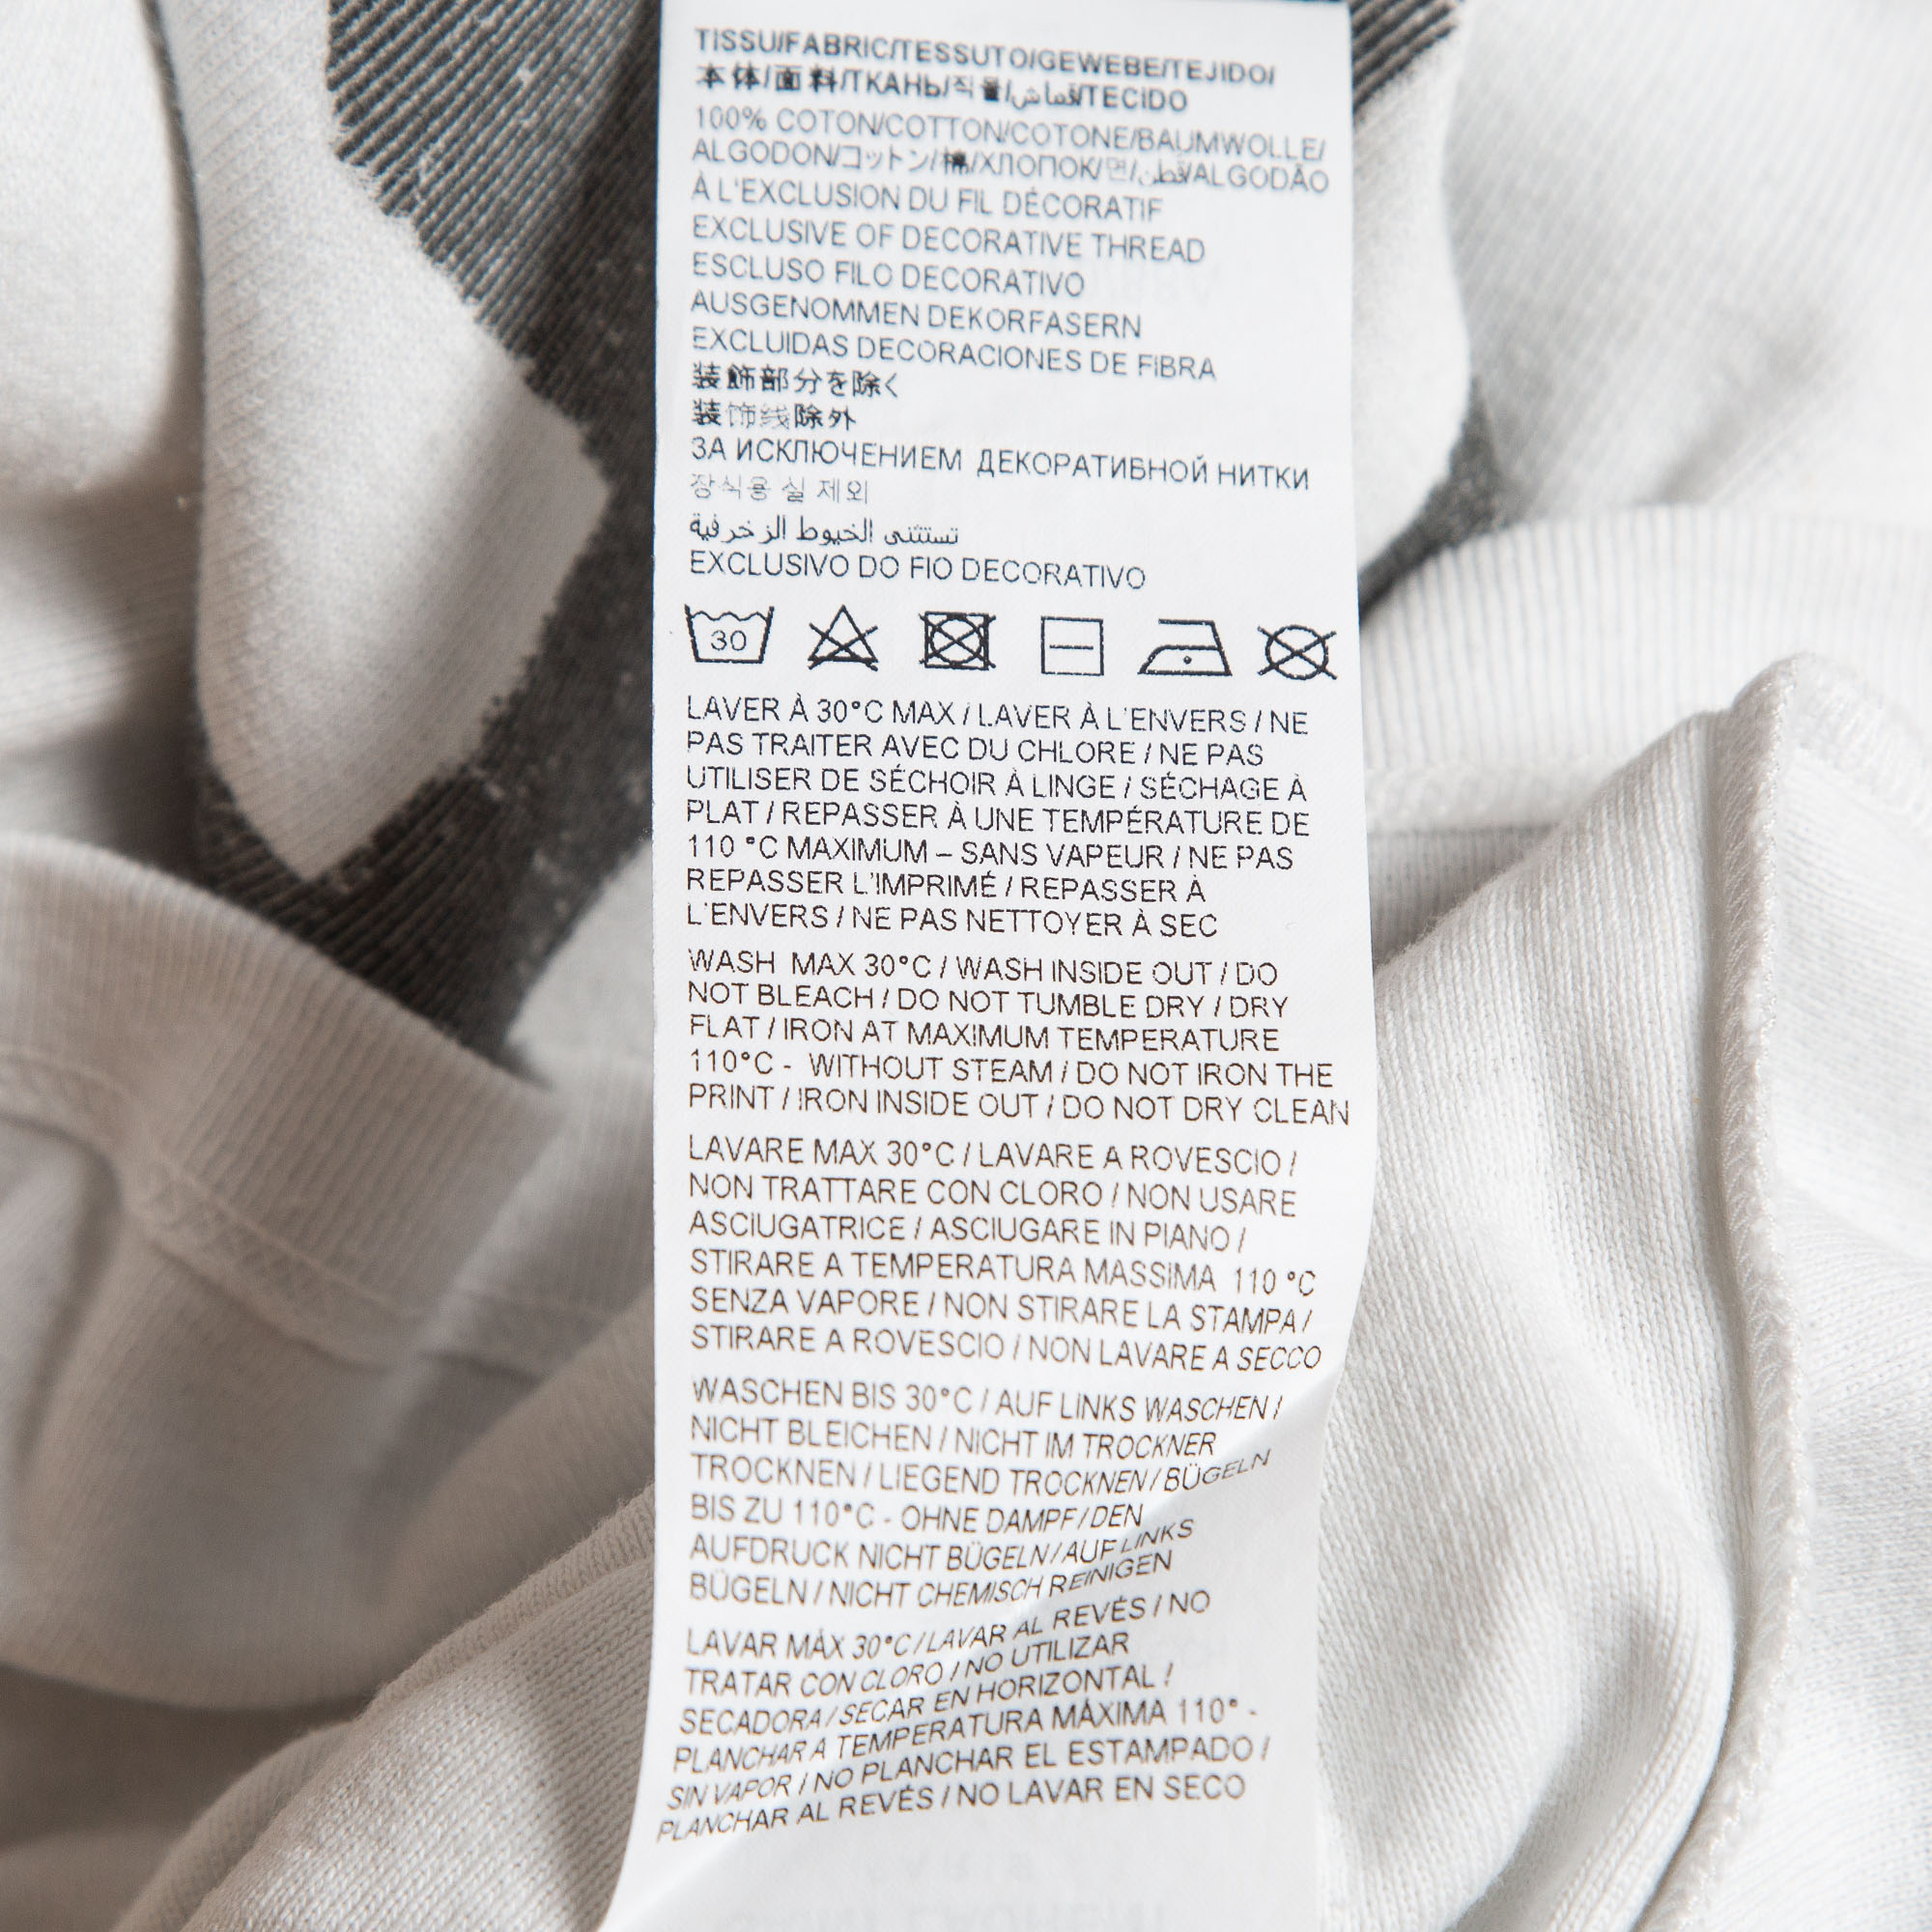 TISSU/FABRIC/TESSUTO/GEWEBE/TEJIDO/
本体/面料/ТКАНЬ/직물/قماش/TECIDO
100% COTON/COTTON/COTONE/BAUMWOLLE/
ALGODON/コットン/棉/ХЛОПОК/면/قطن/ALGODÃO
À L'EXCLUSION DU FIL DÉCORATIF
EXCLUSIVE OF DECORATIVE THREAD
ESCLUSO FILO DECORATIVO
AUSGENOMMEN DEKORFASERN
EXCLUIDAS DECORACIONES DE FIBRA
装飾部分を除く
装饰线除外
ЗА ИСКЛЮЧЕНИЕМ ДЕКОРАТИБНОЙ НИТКИ
장식용 실 제외
تستثنى الخيوط الزخرفية
EXCLUSIVO DO FIO DECORATIVO
30
LAVER À 30°C MAX / LAVER À L'ENVERS / NE
PAS TRAITER AVEC DU CHLORE / NE PAS
UTILISER DE SÉCHOIR À LINGE / SÉCHAGE À
PLAT / REPASSER À UNE TEMPÉRATURE DE
110 °C MAXIMUM – SANS VAPEUR / NE PAS
REPASSER L'IMPRIMÉ / REPASSER À
L'ENVERS / NE PAS NETTOYER À SEC
WASH MAX 30°C / WASH INSIDE OUT / DO
NOT BLEACH / DO NOT TUMBLE DRY / DRY
FLAT / IRON AT MAXIMUM TEMPERATURE
110°C - WITHOUT STEAM / DO NOT IRON THE
PRINT / IRON INSIDE OUT / DO NOT DRY CLEAN
LAVARE MAX 30°C / LAVARE A ROVESCIO /
NON TRATTARE CON CLORO / NON USARE
ASCIUGATRICE / ASCIUGARE IN PIANO /
STIRARE A TEMPERATURA MASSIMA 110 °C
SENZA VAPORE / NON STIRARE LA STAMPA /
STIRARE A ROVESCIO / NON LAVARE A SECCO
WASCHEN BIS 30°C / AUF LINKS WASCHEN /
NICHT BLEICHEN / NICHT IM TROCKNER
TROCKNEN / LIEGEND TROCKNEN / BÜGELN
BIS ZU 110°C - OHNE DAMPF / DEN
AUFDRUCK NICHT BÜGELN / AUF LINKS
BÜGELN / NICHT CHEMISCH REINIGEN
LAVAR MÁX 30°C / LAVAR AL REVÉS / NO
TRATAR CON CLORO / NO UTILIZAR
SECADORA / SECAR EN HORIZONTAL /
PLANCHAR A TEMPERATURA MÁXIMA 110° -
SIN VAPOR / NO PLANCHAR EL ESTAMPADO /
PLANCHAR AL REVÉS / NO LAVAR EN SECO